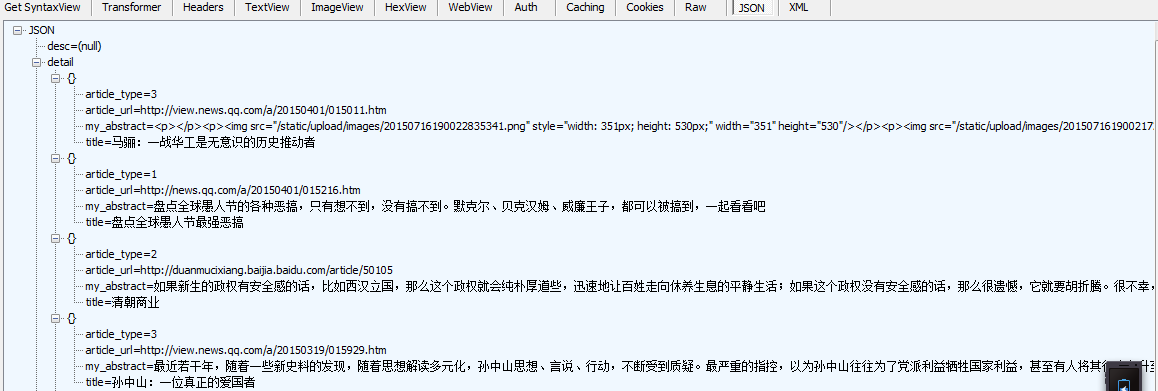 Get SyntaxView Transformer Headers TextView ImageView HexView WebView Auth Caching Cookies Raw JSON XML
JSON
desc=(null)
detail
{}
article_type=3
article_url=http://view.news.qq.com/a/20150401/015011.htm
my_abstract=<p></p><p><img src="/static/upload/images/20150716190022835341.png" style="width: 351px; height: 530px;" width="351" height="530"/></p><p><img src="/static/upload/images/2015071619002173
title=马骊：一战华工是无意识的历史推动者
{}
article_type=1
article_url=http://news.qq.com/a/20150401/015216.htm
my_abstract=盘点全球愚人节的各种恶搞，只有想不到，没有搞不到。默克尔、贝克汉姆、威廉王子，都可以被搞到，一起看看吧
title=盘点全球愚人节最强恶搞
{}
article_type=2
article_url=http://duanmucixiang.baijia.baidu.com/article/50105
my_abstract=如果新生的政权有安全感的话，比如西汉立国，那么这个政权就会纯朴厚道些，迅速地让百姓走向休养生息的平静生活；如果这个政权没有安全感的话，那么很遗憾，它就要胡折腾。很不幸，
title=清朝商业
{}
article_type=3
article_url=http://view.news.qq.com/a/20150319/015929.htm
my_abstract=最近若干年，随着一些新史料的发现，随着思想解读多元化，孙中山思想、言说、行动，不断受到质疑。最严重的指控，以为孙中山往往为了党派利益牺牲国家利益，甚至有人将其行
title=孙中山：一位真正的爱国者